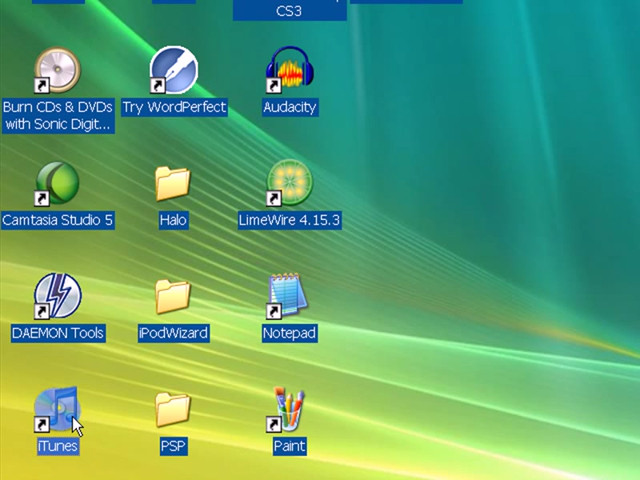 CS3
Burn CDs & DVDs
with Sonic Digit...
Try WordPerfect
Audacity
Camtasia Studio 5
Halo
LimeWire 4.15.3
DAEMON Tools
iPodWizard
Notepad
iTunes
PSP
Paint